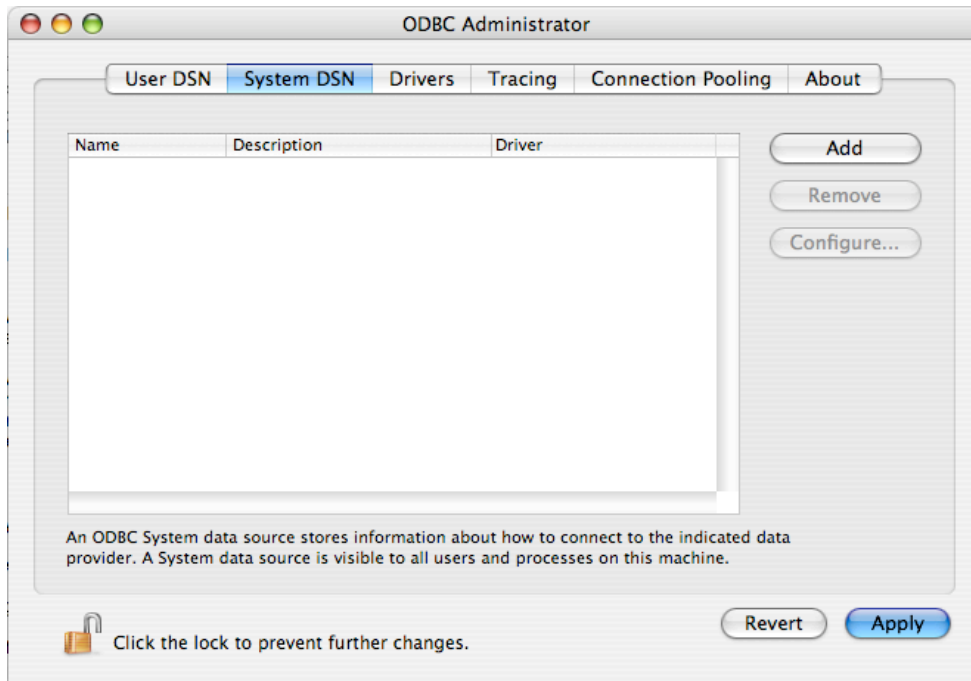 ODBC Administrator
User DSN System DSN Drivers Tracing Connection Pooling About
Name Description Driver
Add
Remove
Configure...
An ODBC System data source stores information about how to connect to the indicated data
provider. A System data source is visible to all users and processes on this machine.
Click the lock to prevent further changes.
Revert Apply